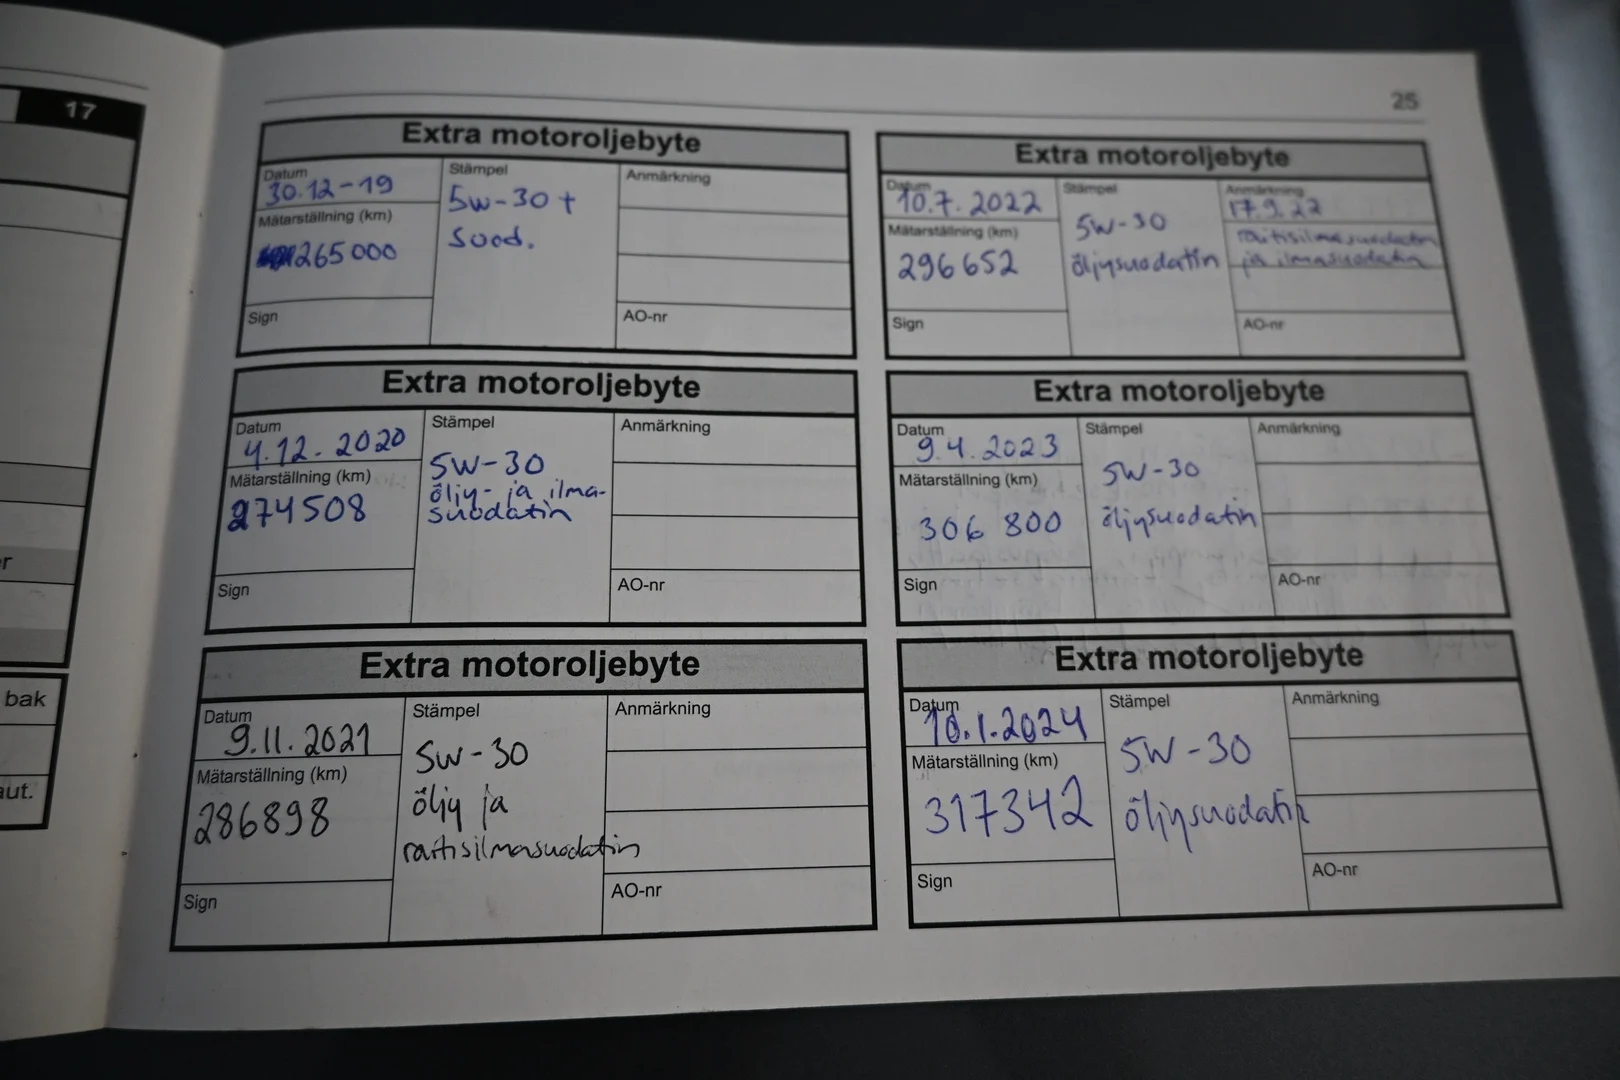 17
r
bak
aut.
25
Extra motoroljebyte
Datum
30.12-19
Stämpel
5w-30 +
Suod.
Anmärkning
Mätarställning (km)
265 000
Sign
AO-nr
Extra motoroljebyte
Datum
4.12. 2020
Stämpel
5W-30
öljy- ja ilma-
suodatin
Anmärkning
Mätarställning (km)
274508
Sign
AO-nr
Extra motoroljebyte
Datum
9.11.2021
Stämpel
5W-30
öljy ja
raitisilmasuodatin
Anmärkning
Mätarställning (km)
286898
Sign
AO-nr
Extra motoroljebyte
Datum
10.7.2022
Stämpel
5W-30
öljysuodatin
Anmärkning
17.9.22
raitisilmasuodatin
ja ilmasuodatin
Mätarställning (km)
296 652
Sign
AO-nr
Extra motoroljebyte
Datum
9.4.2023
Stämpel
5W-30
öljysuodatin
Anmärkning
Mätarställning (km)
306 800
Sign
AO-nr
Extra motoroljebyte
Datum
10.1.2024
Stämpel
5W-30
öljysuodatin
Anmärkning
Mätarställning (km)
317342
Sign
AO-nr